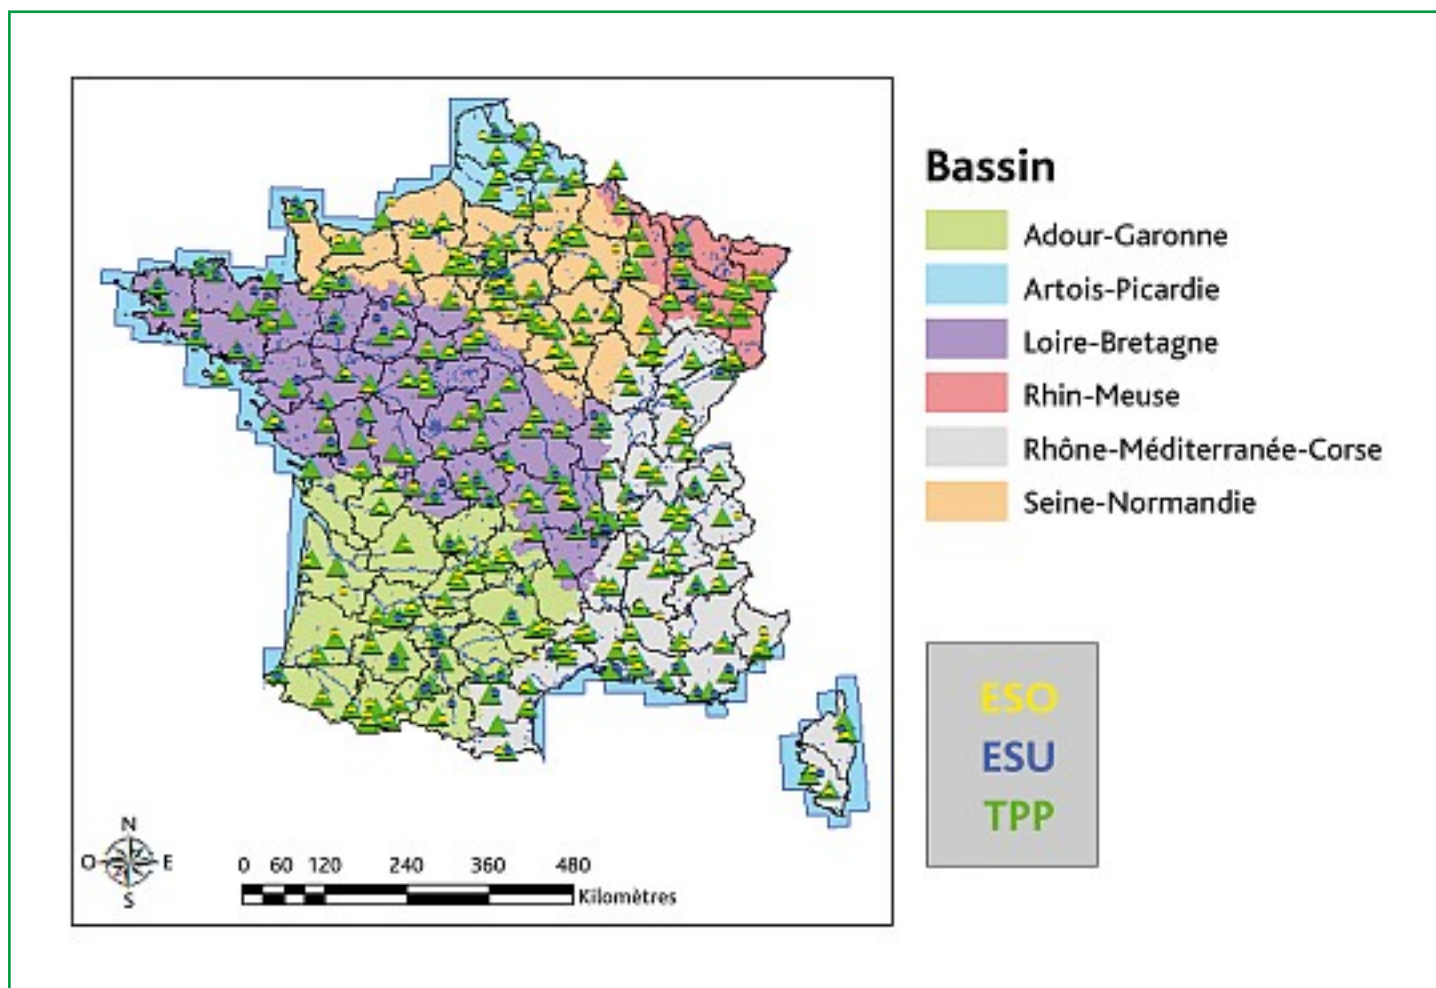 Bassin
Adour-Garonne
Artois-Picardie
Loire-Bretagne
Rhin-Meuse
Rhône-Méditerranée-Corse
Seine-Normandie
ESO
ESU
TPP
N
O E
S
0 60 120 240 360 480
Kilomètres